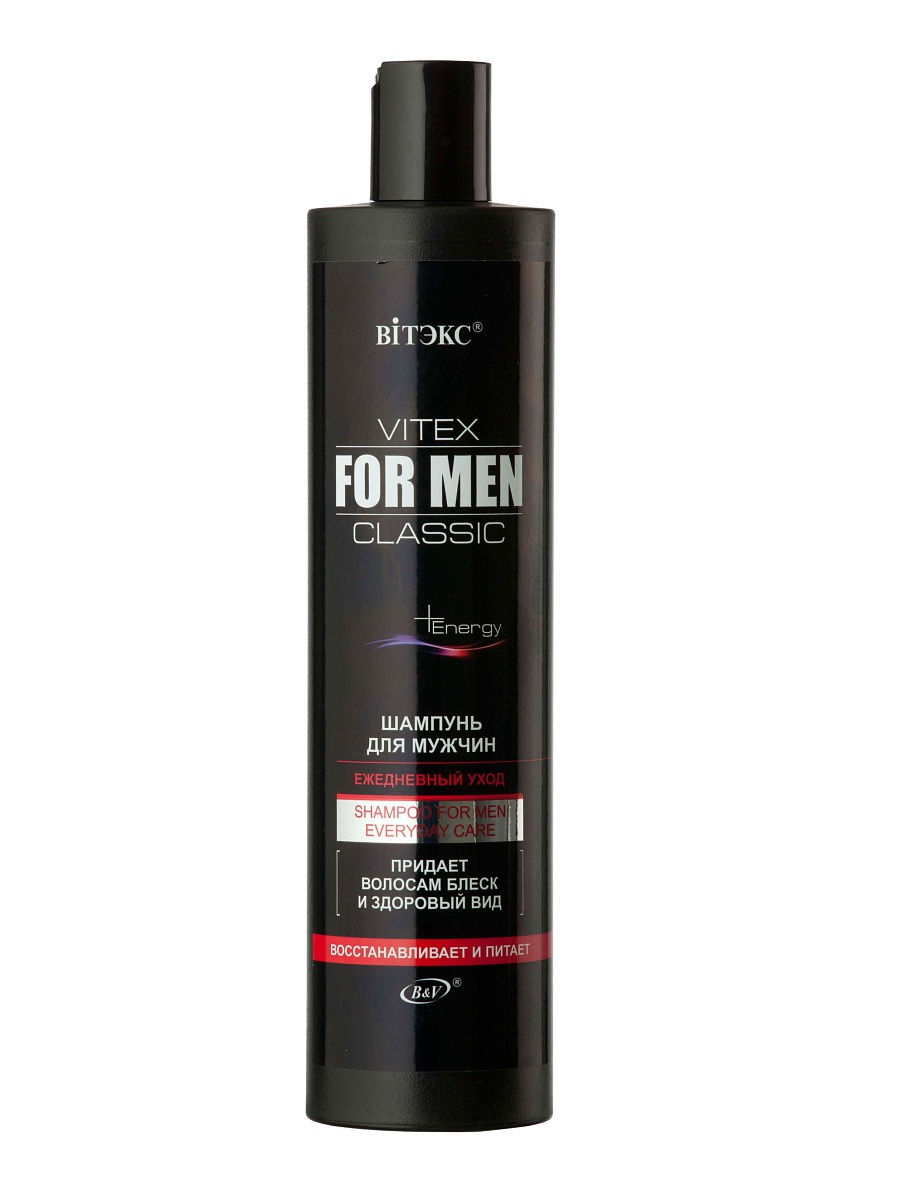 ВІТЭКС®
VITEX
FOR MEN
CLASSIC
+Energy
ШАМПУНЬ
ДЛЯ МУЖЧИН
ЕЖЕДНЕВНЫЙ УХОД
SHAMPOO FOR MEN
EVERYDAY CARE
ПРИДАЕТ
ВОЛОСАМ БЛЕСК
И ЗДОРОВЫЙ ВИД
ВОССТАНАВЛИВАЕТ И ПИТАЕТ
B&V®